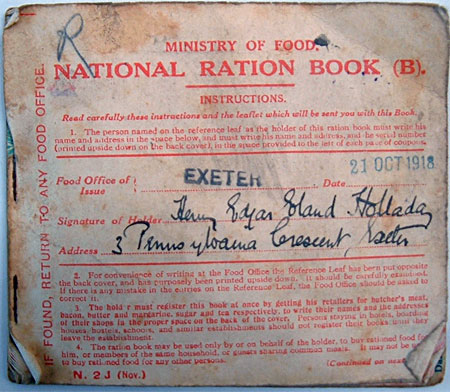 R
MINISTRY OF FOOD.
NATIONAL RATION BOOK (B).
INSTRUCTIONS.
Read carefully these instructions and the leaflet which will be sent you with this Book.
1. The person named on the reference leaf as the holder of this ration book must write his
name and address in the space below, and must write his name and address, and the serial number
(printed upside down on the back cover), in the space provided to the left of each page of coupons.
Food Office of
Issue
EXETER
Date
21 OCT 1918
Signature of Holder Henry Edgar Holladay
Address 3 Pennsylvania Crescent, Exeter
2. For convenience of writing at the Food Office the Reference Leaf has been put opposite
the back cover, and has purposely been printed upside down. It should be carefully examined.
If there is any mistake in the entries on the Reference Leaf, the Food Office should be asked to
correct it.
3. The hold r must register this book at once by getting his retailers for butcher's meat,
bacon, butter and margarine, sugar and tea respectively, to write their names and the addresses
of their shops in the proper space on the back of the cover. Persons staying in hotels, boarding
houses, hostels, schools, and similar establishments should not register their books until they
leave the establishment.
4. The ration book may be used only by or on behalf of the holder, to buy rationed food for
him, or members of the same household, or guests sharing common meals. It may not be
to buy rationed food for any other persons.
(Continued on next
N. 2J (Nov.)
IF FOUND, RETURN TO ANY FOOD OFFICE.